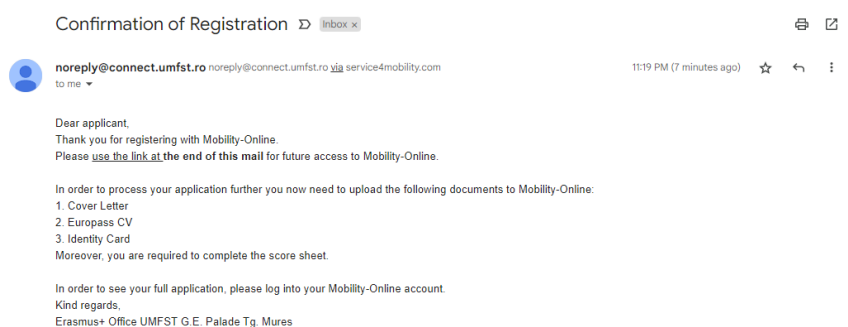 Confirmation of Registration Inbox ×
noreply@connect.umfst.ro noreply@connect.umfst.ro via service4mobility.com 11:19 PM (7 minutes ago)
to me
Dear applicant,
Thank you for registering with Mobility-Online.
Please use the link at the end of this mail for future access to Mobility-Online.
In order to process your application further you now need to upload the following documents to Mobility-Online:
1. Cover Letter
2. Europass CV
3. Identity Card
Moreover, you are required to complete the score sheet.
In order to see your full application, please log into your Mobility-Online account.
Kind regards,
Erasmus+ Office UMFST G.E. Palade Tg. Mures